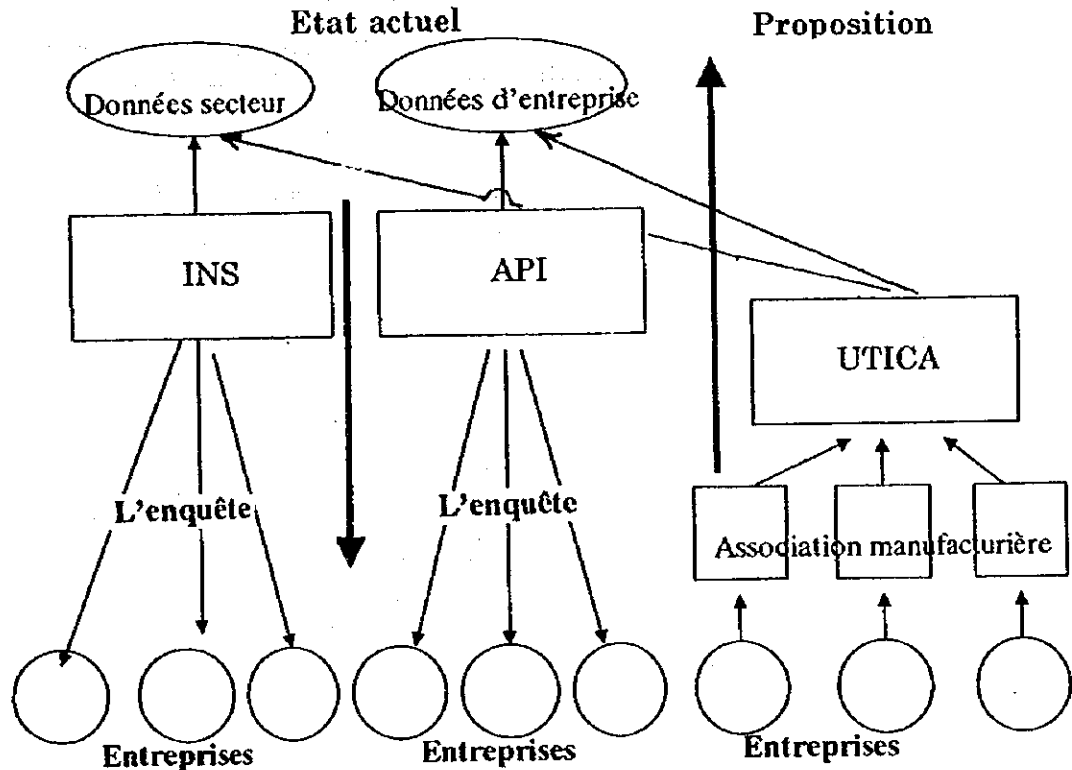 Etat actuel
Proposition
Données secteur
Données d'entreprise
INS
API
UTICA
L'enquête
L'enquête
Association manufacturière
Entreprises
Entreprises
Entreprises